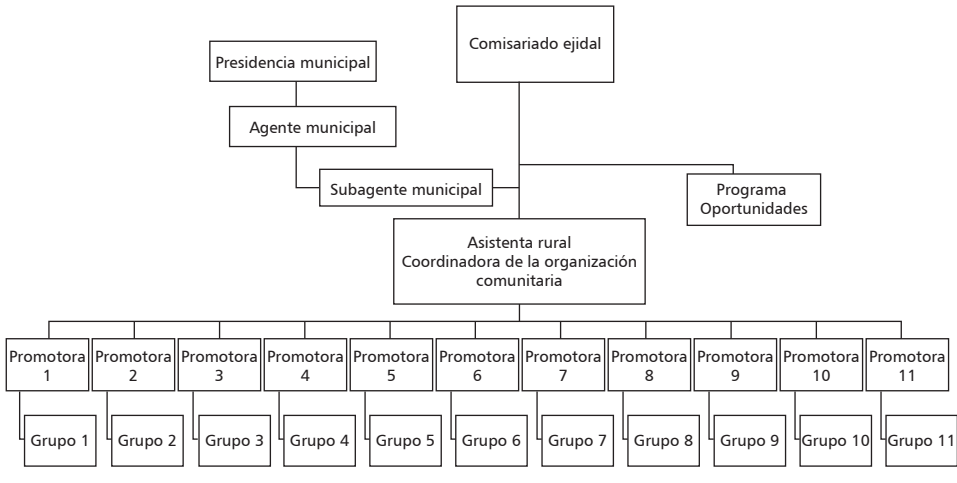 Comisariado ejidal
Presidencia municipal
Agente municipal
Subagente municipal
Programa
Oportunidades
Asistenta rural
Coordinadora de la organización
comunitaria
Promotora
1
Promotora
2
Promotora
3
Promotora
4
Promotora
5
Promotora
6
Promotora
7
Promotora
8
Promotora
9
Promotora
10
Promotora
11
Grupo 1
Grupo 2
Grupo 3
Grupo 4
Grupo 5
Grupo 6
Grupo 7
Grupo 8
Grupo 9
Grupo 10
Grupo 11